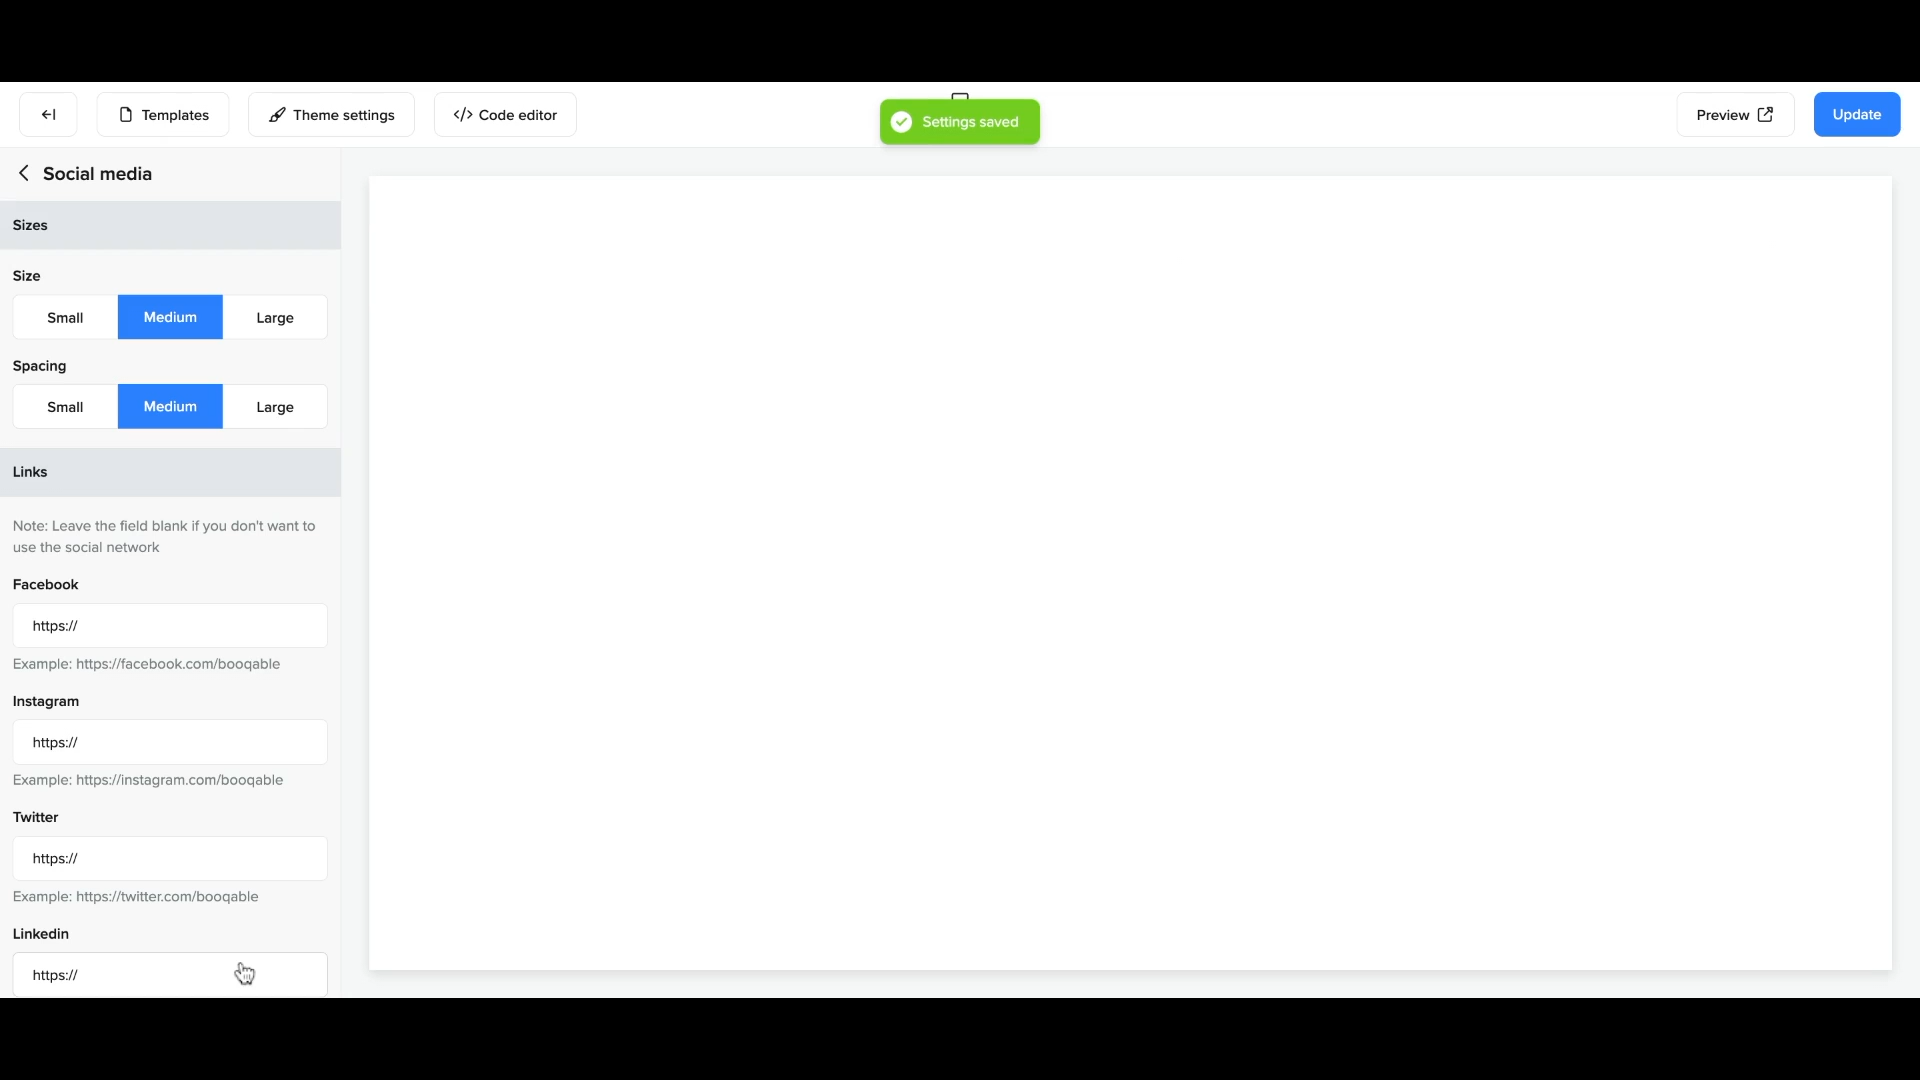 Templates
Theme settings
</> Code editor
Settings saved
Preview
Update
Social media
Sizes
Size
Small Medium Large
Spacing
Small Medium Large
Links
Note: Leave the field blank if you don't want to
use the social network
Facebook
https://
Example: https://facebook.com/booqable
Instagram
https://
Example: https://instagram.com/booqable
Twitter
https://
Example: https://twitter.com/booqable
Linkedin
https://